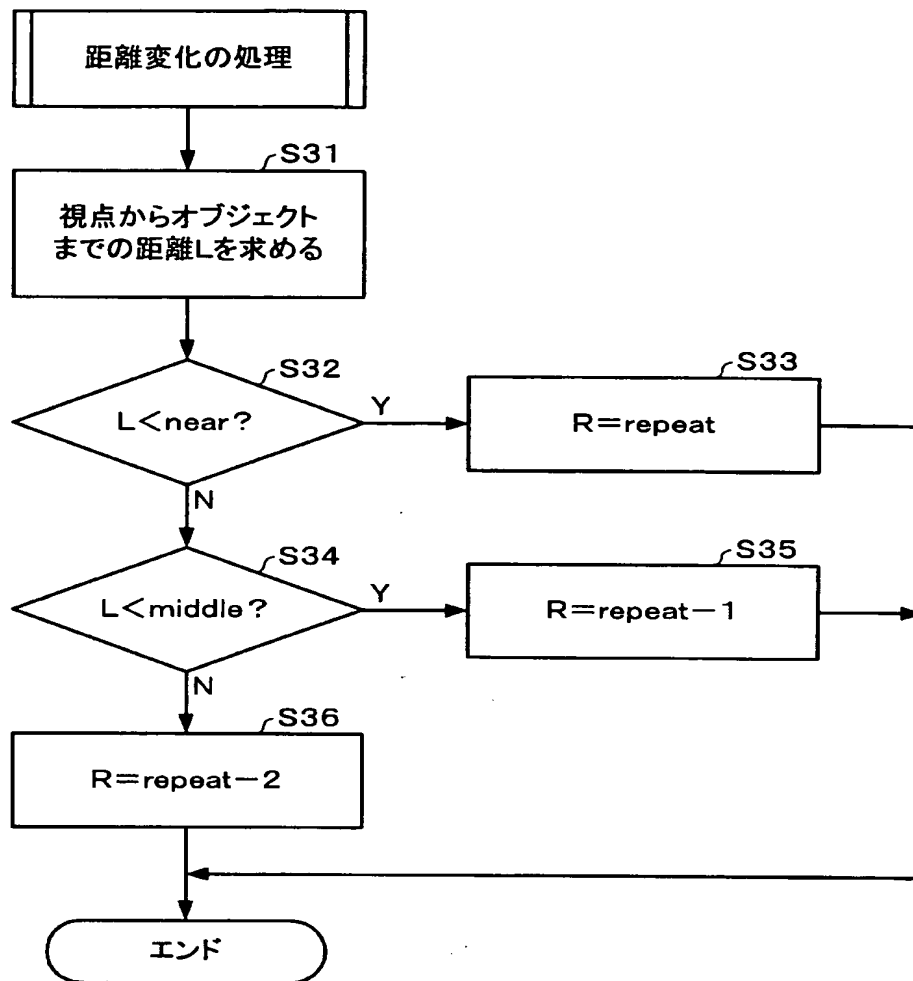 距離変化の処理
S31
視点からオブジェクト
までの距離Lを求める
S32
L<near?
Y
N
S33
R=repeat
S34
L<middle?
Y
N
S35
R=repeat-1
S36
R=repeat-2
エンド